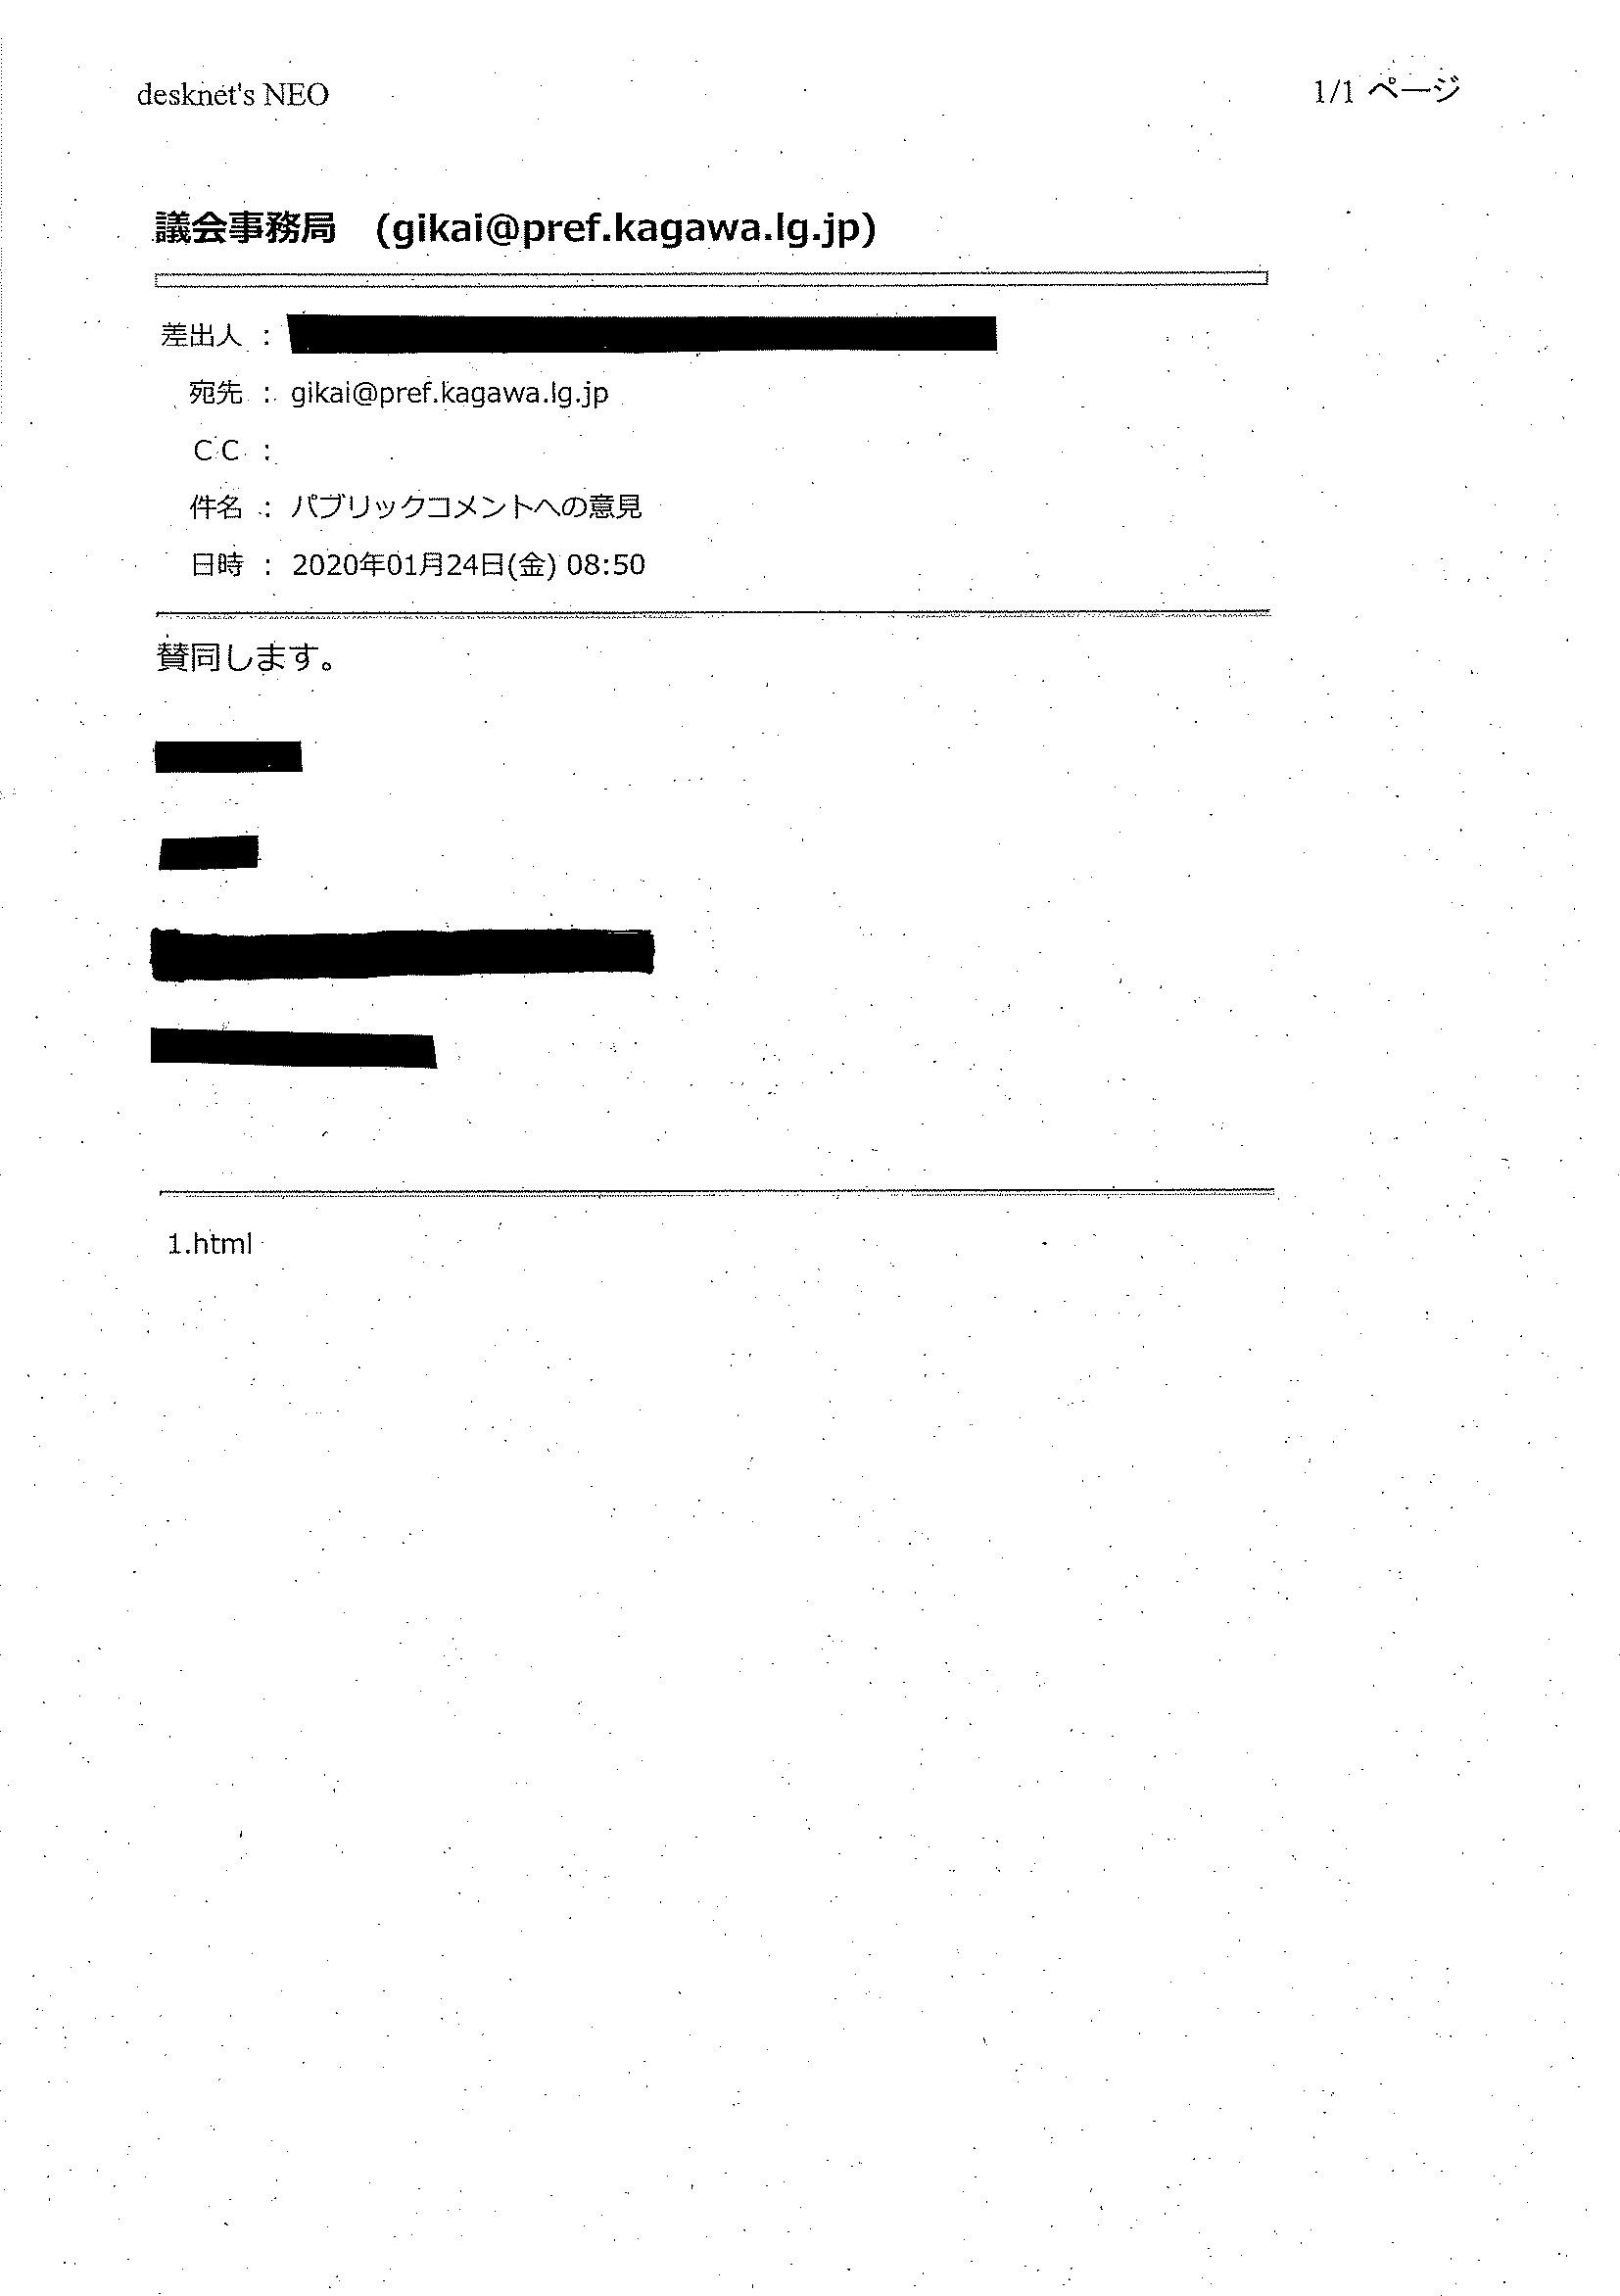 desknet's NEO
1/1 ページ
議会事務局　(gikai@pref.kagawa.lg.jp)
差出人 :
宛先 : gikai@pref.kagawa.lg.jp
CC :
件名 : パブリックコメントへの意見
日時 : 2020年01月24日(金) 08:50
賛同します。
1.html